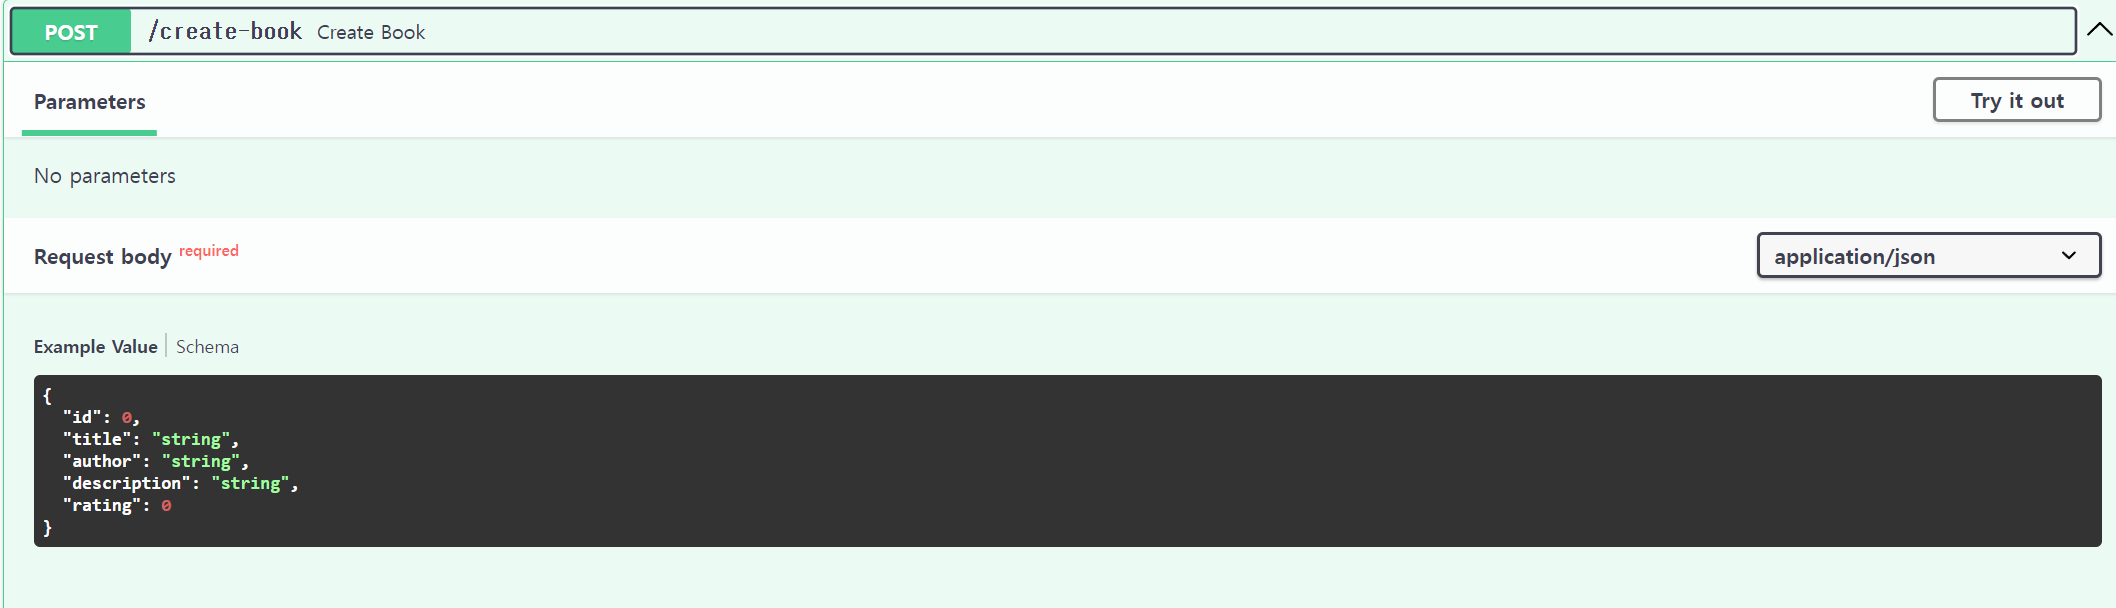 POST /create-book Create Book
Parameters
Try it out
No parameters
Request body required
application/json
Example Value | Schema
{
  "id": 0,
  "title": "string",
  "author": "string",
  "description": "string",
  "rating": 0
}